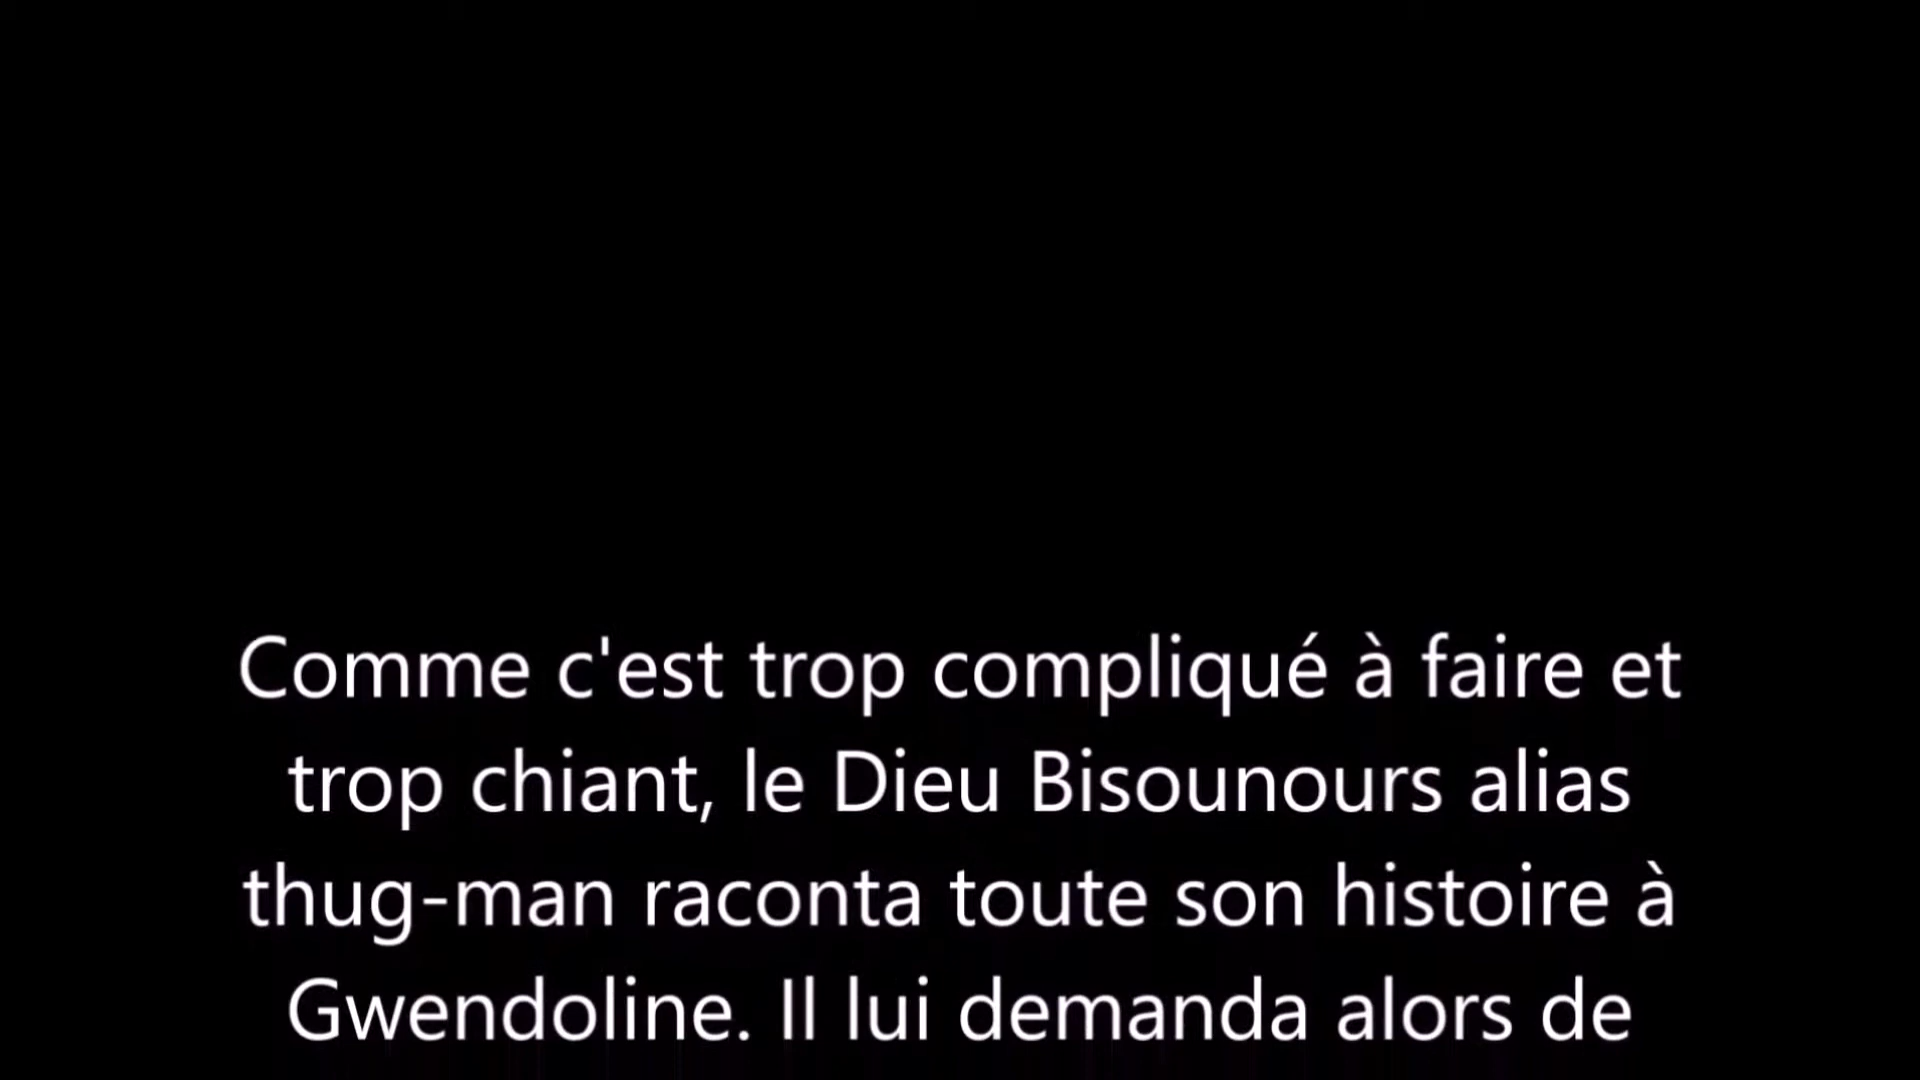 Comme c'est trop compliqué à faire et
trop chiant, le Dieu Bisounours alias
thug-man raconta toute son histoire à
Gwendoline. Il lui demanda alors de